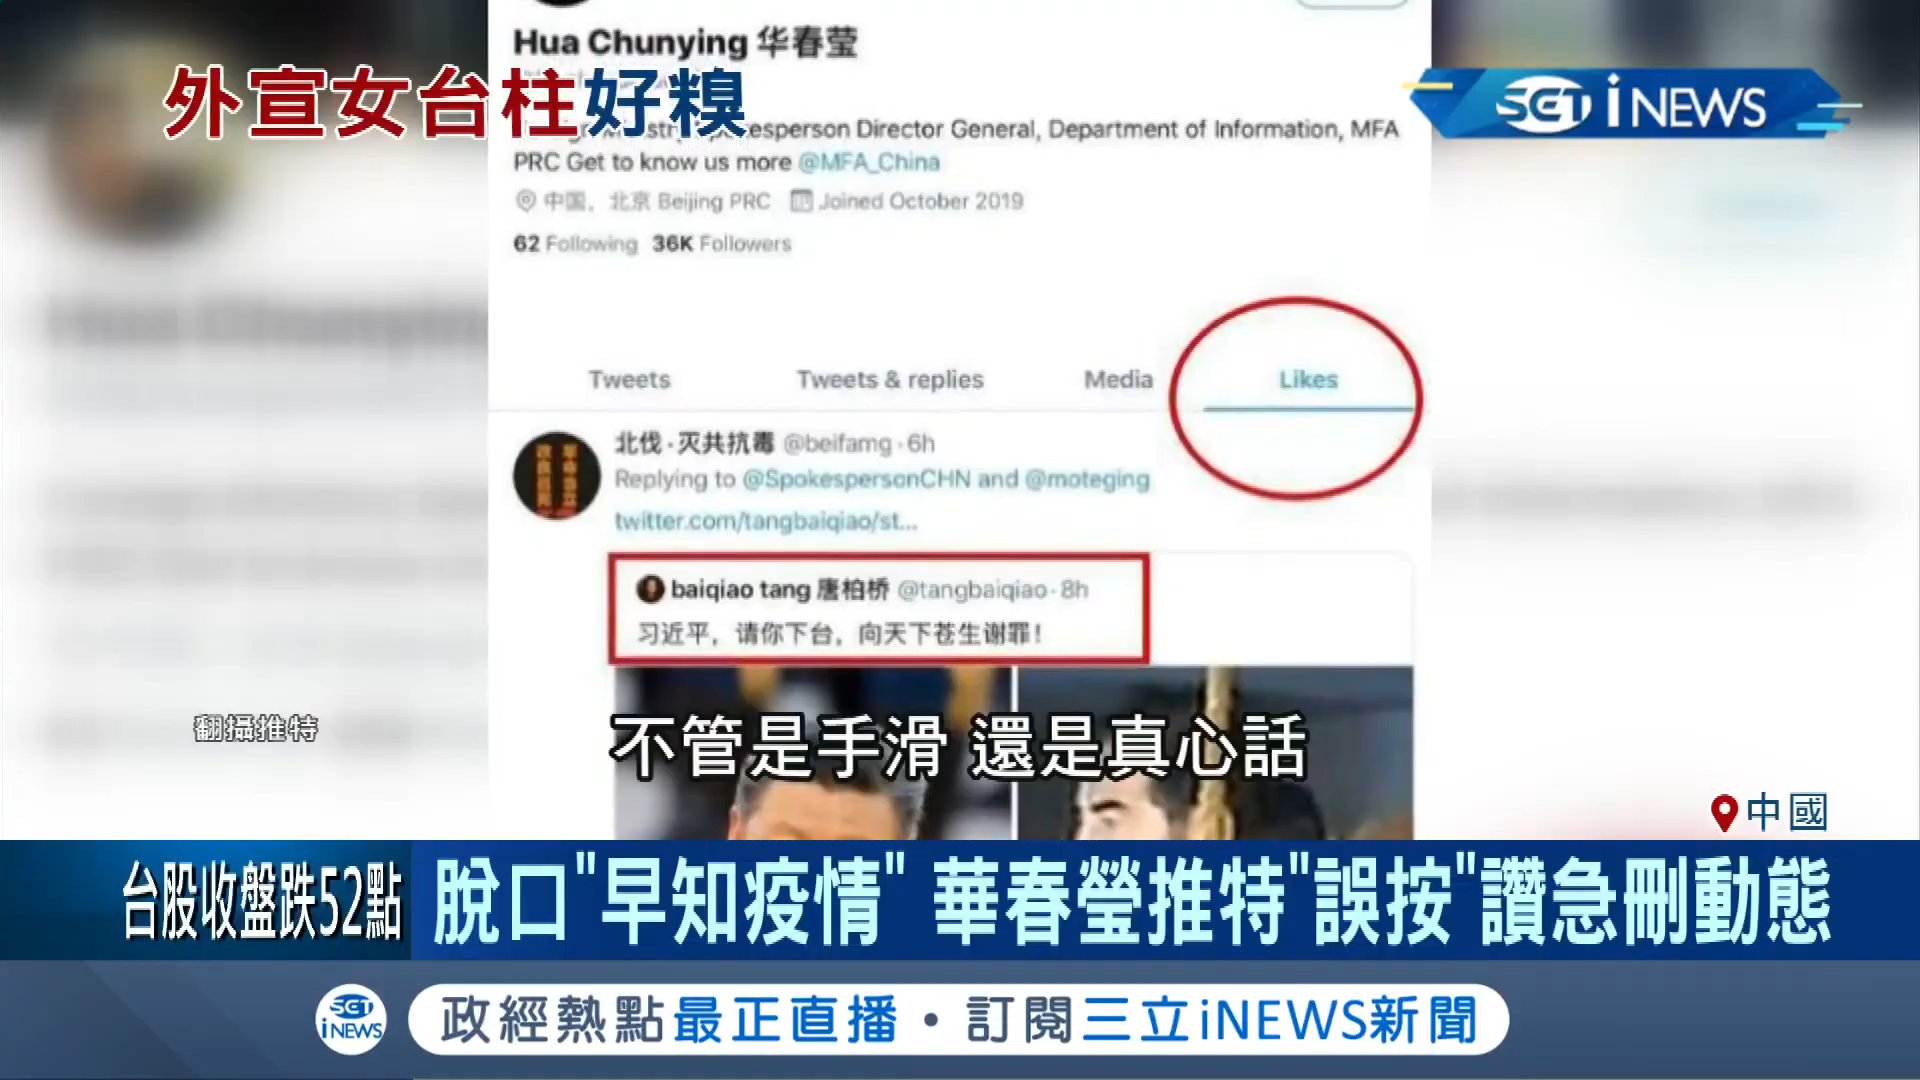 Hua Chunying 华春莹
外宣女台柱好糗
SET iNEWS
spokesperson Director General, Department of Information, MFA
PRC Get to know us more @MFA_China
中国，北京 Beijing PRC Joined October 2019
62 Following 36K Followers
Tweets Tweets & replies Media Likes
北伐·灭共抗毒 @beifamg · 6h
Replying to @SpokespersonCHN and @moteging
twitter.com/tangbaiqiao/st...
baiqiao tang 唐柏桥 @tangbaiqiao · 8h
习近平，请你下台，向天下苍生谢罪！
翻攝推特
不管是手滑 還是真心話
中國
台股收盤跌52點
脫口"早知疫情" 華春瑩推特"誤按"讚急刪動態
SET iNEWS
政經熱點最正直播・訂閱三立iNEWS新聞